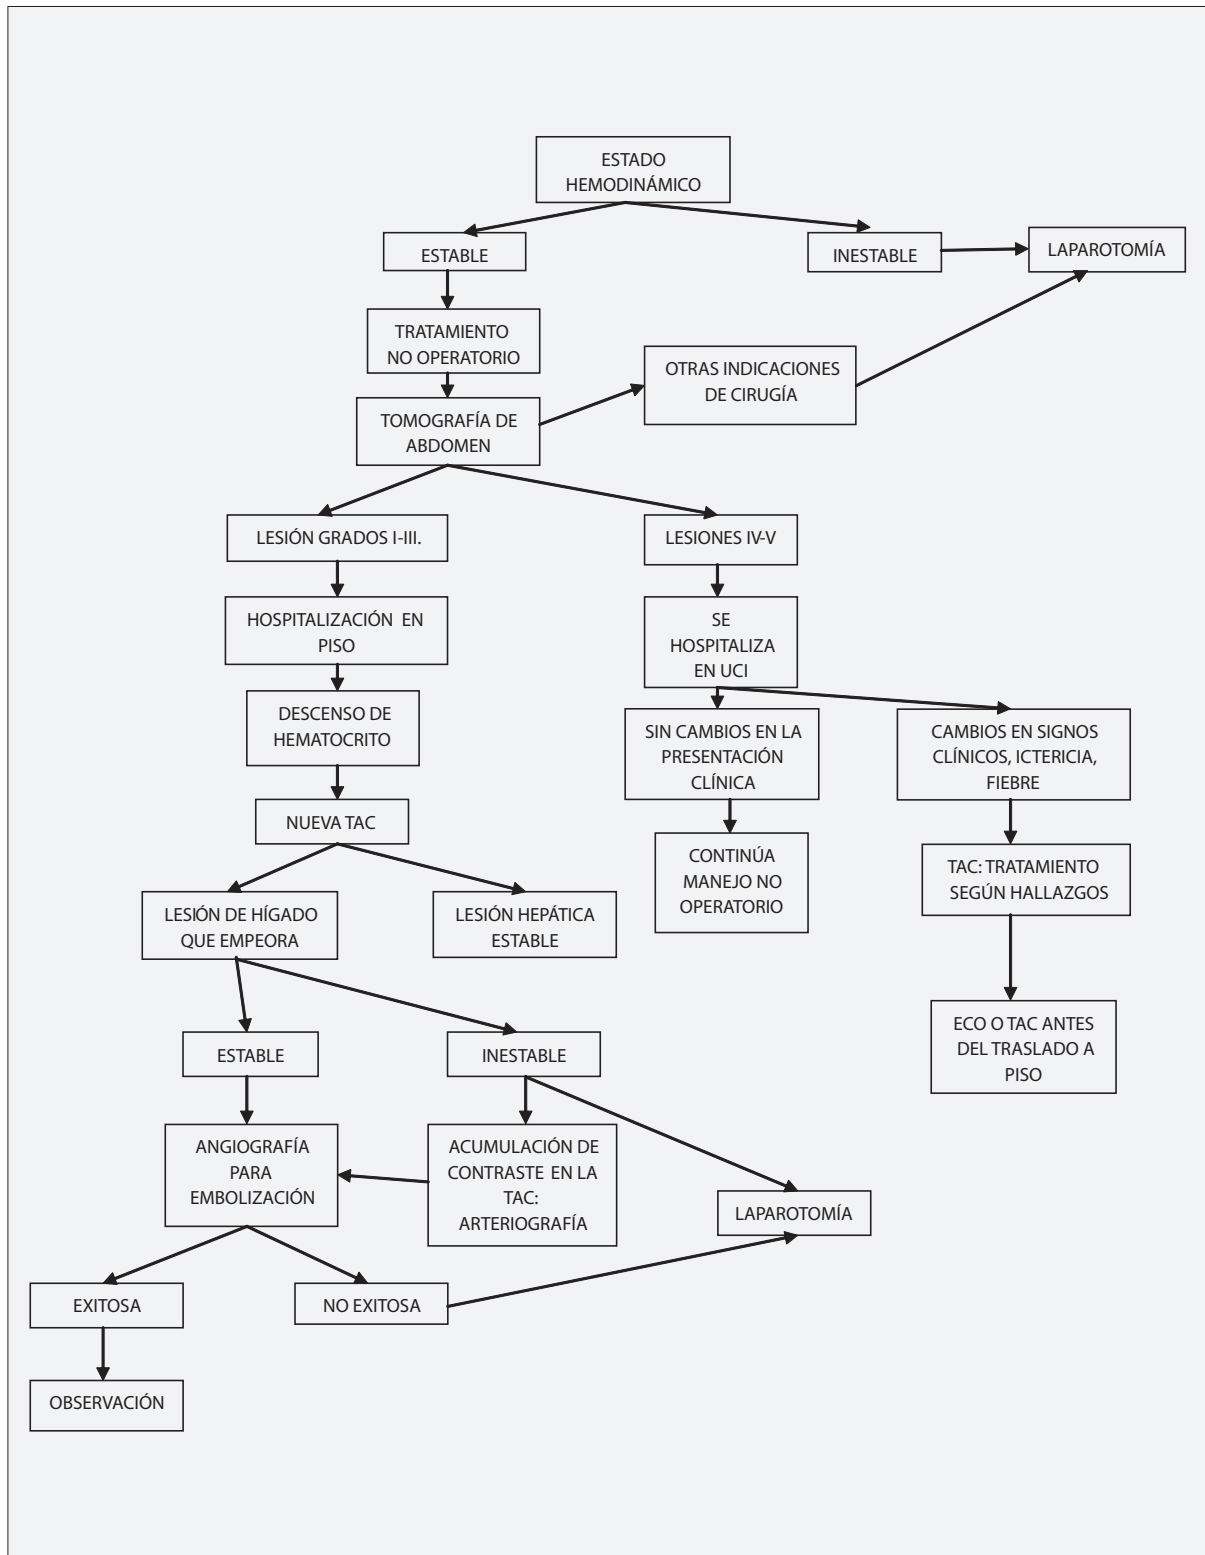 ESTADO
HEMODINÁMICO
ESTABLE
INESTABLE
LAPAROTOMÍA
TRATAMIENTO
NO OPERATORIO
OTRAS INDICACIONES
DE CIRUGÍA
TOMOGRAFÍA DE
ABDOMEN
LESIÓN GRADOS I-III.
LESIONES IV-V
HOSPITALIZACIÓN EN
PISO
SE
HOSPITALIZA
EN UCI
DESCENSO DE
HEMATOCRITO
SIN CAMBIOS EN LA
PRESENTACIÓN
CLÍNICA
CAMBIOS EN SIGNOS
CLÍNICOS, ICTERICIA,
FIEBRE
NUEVA TAC
CONTINÚA
MANEJO NO
OPERATORIO
TAC: TRATAMIENTO
SEGÚN HALLAZGOS
LESIÓN DE HÍGADO
QUE EMPEORA
LESIÓN HEPÁTICA
ESTABLE
ECO O TAC ANTES
DEL TRASLADO A
PISO
ESTABLE
INESTABLE
ANGIOGRAFÍA
PARA
EMBOLIZACIÓN
ACUMULACIÓN DE
CONTRASTE EN LA
TAC:
ARTERIOGRAFÍA
LAPAROTOMÍA
EXITOSA
NO EXITOSA
OBSERVACIÓN